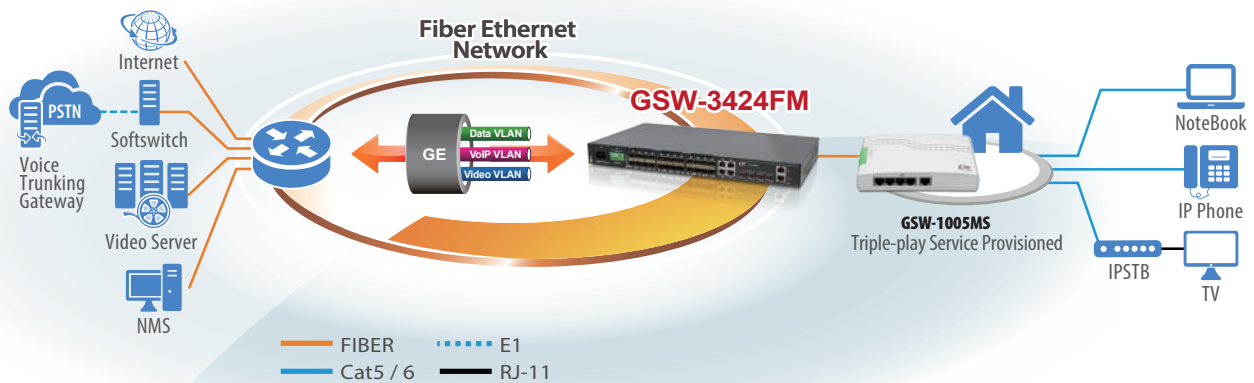 Fiber Ethernet
Network
Internet
PSTN
Softswitch
Voice
Trunking
Gateway
Video Server
NMS
GE
Data VLAN
VoIP VLAN
Video VLAN
GSW-3424FM
GSW-1005MS
Triple-play Service Provisioned
NoteBook
IP Phone
IPSTB
TV
FIBER
E1
Cat5 / 6
RJ-11